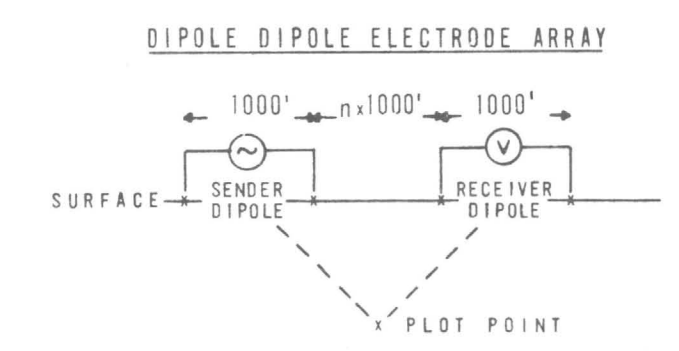 DIPOLE DIPOLE ELECTRODE ARRAY
1000' n x 1000' 1000'
~ V
SURFACE x SENDER DIPOLE x x RECEIVER DIPOLE x
x PLOT POINT